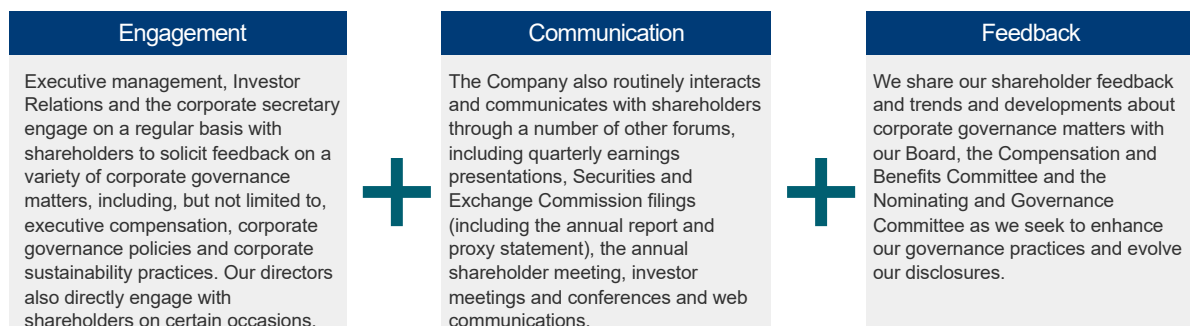 Engagement
Executive management, Investor
Relations and the corporate secretary
engage on a regular basis with
shareholders to solicit feedback on a
variety of corporate governance
matters, including, but not limited to,
executive compensation, corporate
governance policies and corporate
sustainability practices. Our directors
also directly engage with
shareholders on certain occasions.
Communication
The Company also routinely interacts
and communicates with shareholders
through a number of other forums,
including quarterly earnings
presentations, Securities and
Exchange Commission filings
(including the annual report and
proxy statement), the annual
shareholder meeting, investor
meetings and conferences and web
communications.
Feedback
We share our shareholder feedback
and trends and developments about
corporate governance matters with
our Board, the Compensation and
Benefits Committee and the
Nominating and Governance
Committee as we seek to enhance
our governance practices and evolve
our disclosures.